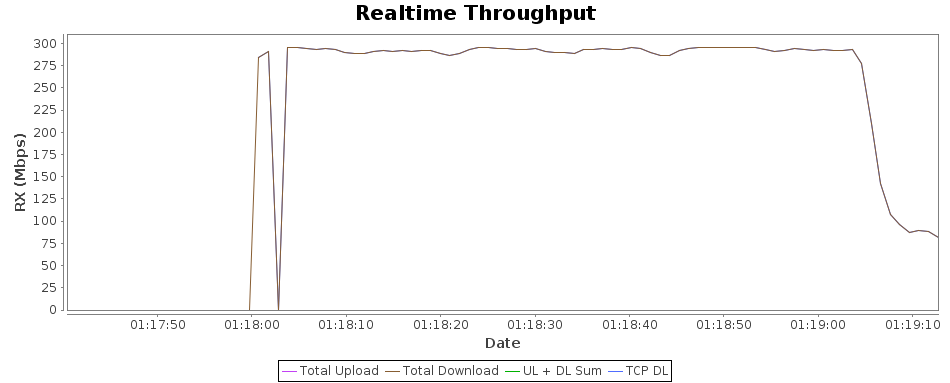 Realtime Throughput
RX (Mbps)
300
275
250
225
200
175
150
125
100
75
50
25
0
01:17:50 01:18:00 01:18:10 01:18:20 01:18:30 01:18:40 01:18:50 01:19:00 01:19:10
Date
Total Upload Total Download UL + DL Sum TCP DL